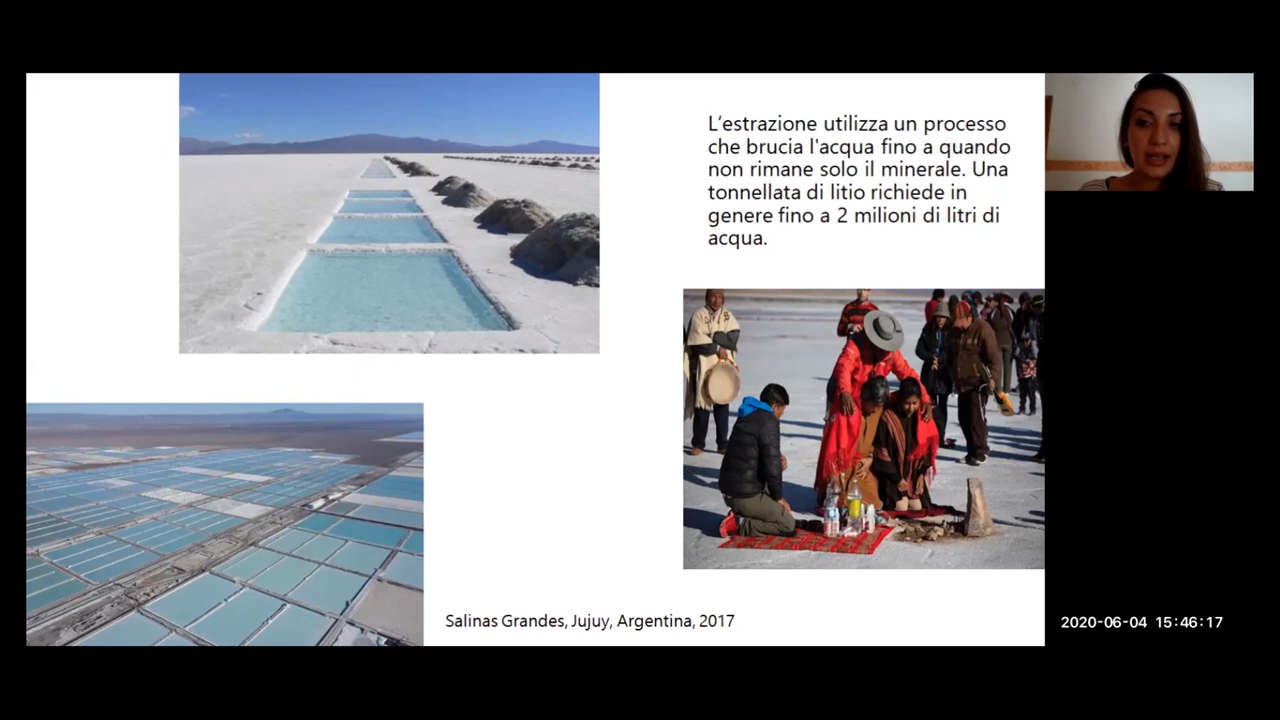 L'estrazione utilizza un processo
che brucia l'acqua fino a quando
non rimane solo il minerale. Una
tonnellata di litio richiede in
genere fino a 2 milioni di litri di
acqua.
Salinas Grandes, Jujuy, Argentina, 2017
2020-06-04 15:46:17